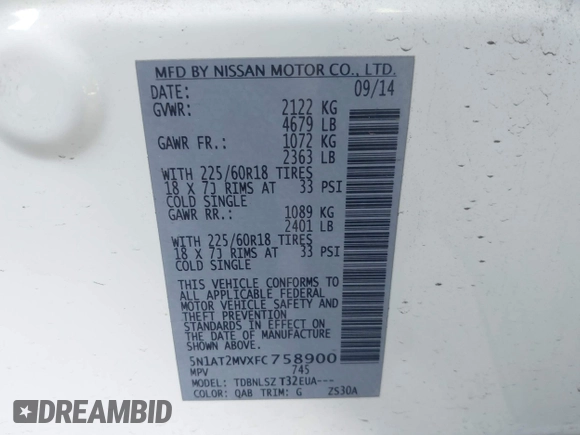 MFD BY NISSAN MOTOR CO., LTD.
DATE: 09/14
GVWR: 2122 KG
4679 LB
GAWR FR.: 1072 KG
2363 LB
WITH 225/60R18 TIRES
18 X 7J RIMS AT 33 PSI
COLD SINGLE
GAWR RR.: 1089 KG
2401 LB
WITH 225/60R18 TIRES
18 X 7J RIMS AT 33 PSI
COLD SINGLE
THIS VEHICLE CONFORMS TO
ALL APPLICABLE FEDERAL
MOTOR VEHICLE SAFETY AND
THEFT PREVENTION
STANDARDS IN EFFECT ON
THE DATE OF MANUFACTURE
SHOWN ABOVE.
5N1AT2MVXFC758900
MPV 745
MODEL: TDBNLSZ T32EUA---
COLOR: QAB TRIM: G ZS30A
DREAMBID